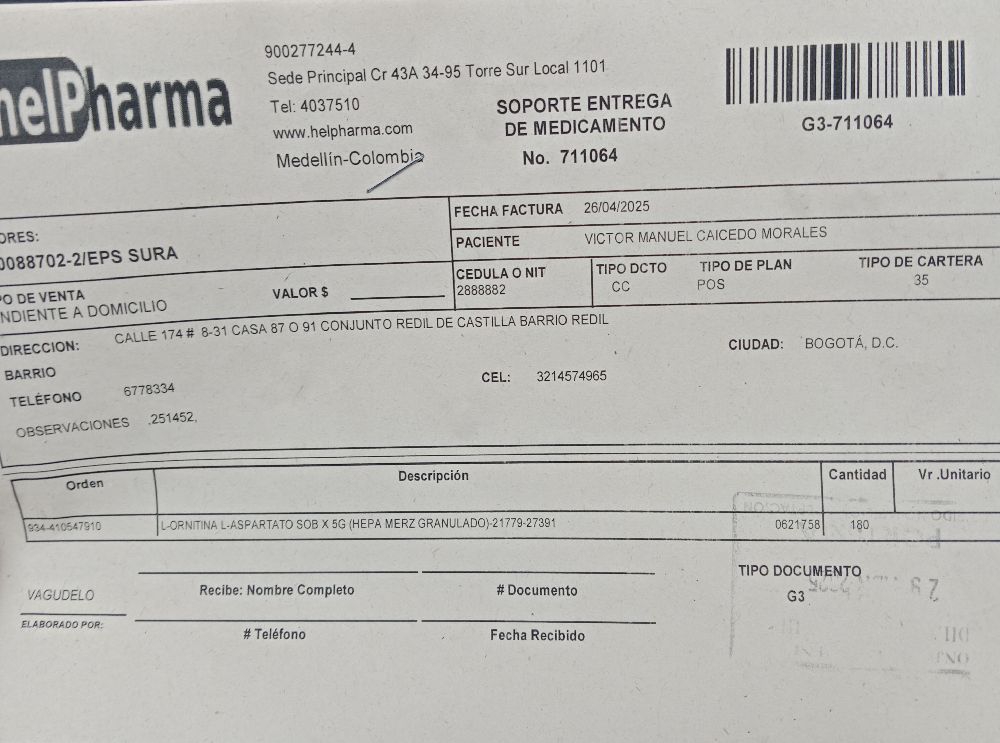 helPharma
900277244-4
Sede Principal Cr 43A 34-95 Torre Sur Local 1101
Tel: 4037510
www.helpharma.com
Medellín-Colombia
SOPORTE ENTREGA
DE MEDICAMENTO
No. 711064
G3-711064
ORES:
0088702-2/EPS SURA
FECHA FACTURA 26/04/2025
PACIENTE VICTOR MANUEL CAICEDO MORALES
PO DE VENTA
NDIENTE A DOMICILIO
VALOR $
CEDULA O NIT
2888882
TIPO DCTO
CC
TIPO DE PLAN
POS
TIPO DE CARTERA
35
DIRECCION: CALLE 174 # 8-31 CASA 87 O 91 CONJUNTO REDIL DE CASTILLA BARRIO REDIL
BARRIO
CIUDAD: BOGOTÁ, D.C.
TELÉFONO 6778334
CEL: 3214574965
OBSERVACIONES .251452,
Orden Descripción Cantidad Vr .Unitario
934-410547910 L-ORNITINA L-ASPARTATO SOB X 5G (HEPA MERZ GRANULADO)-21779-27391 0621758 180
VAGUDELO
ELABORADO POR:
Recibe: Nombre Completo
# Documento
# Teléfono
Fecha Recibido
TIPO DOCUMENTO
G3